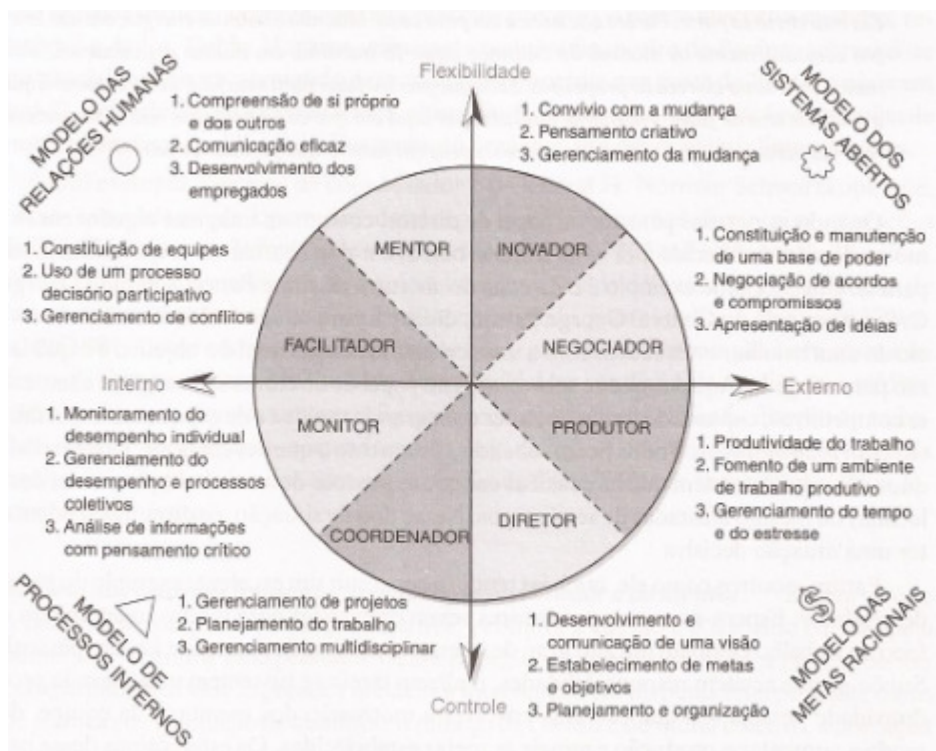 Flexibilidade
MODELO DAS
RELAÇÕES HUMANAS
1. Compreensão de si próprio
e dos outros
2. Comunicação eficaz
3. Desenvolvimento dos
empregados
1. Convívio com a mudança
2. Pensamento criativo
3. Gerenciamento da mudança
MODELO DOS
SISTEMAS ABERTOS
MENTOR
INOVADOR
1. Constituição de equipes
2. Uso de um processo
decisório participativo
3. Gerenciamento de conflitos
1. Constituição e manutenção
de uma base de poder
2. Negociação de acordos
e compromissos
3. Apresentação de idéias
FACILITADOR
NEGOCIADOR
Interno
Externo
MONITOR
PRODUTOR
1. Monitoramento do
desempenho individual
2. Gerenciamento do
desempenho e processos
coletivos
3. Análise de informações
com pensamento crítico
1. Produtividade do trabalho
2. Fomento de um ambiente
de trabalho produtivo
3. Gerenciamento do tempo
e do estresse
COORDENADOR
DIRETOR
MODELO DE
PROCESSOS INTERNOS
1. Gerenciamento de projetos
2. Planejamento do trabalho
3. Gerenciamento multidisciplinar
1. Desenvolvimento e
comunicação de uma visão
2. Estabelecimento de metas
e objetivos
3. Planejamento e organização
MODELO DAS
METAS RACIONAIS
Controle